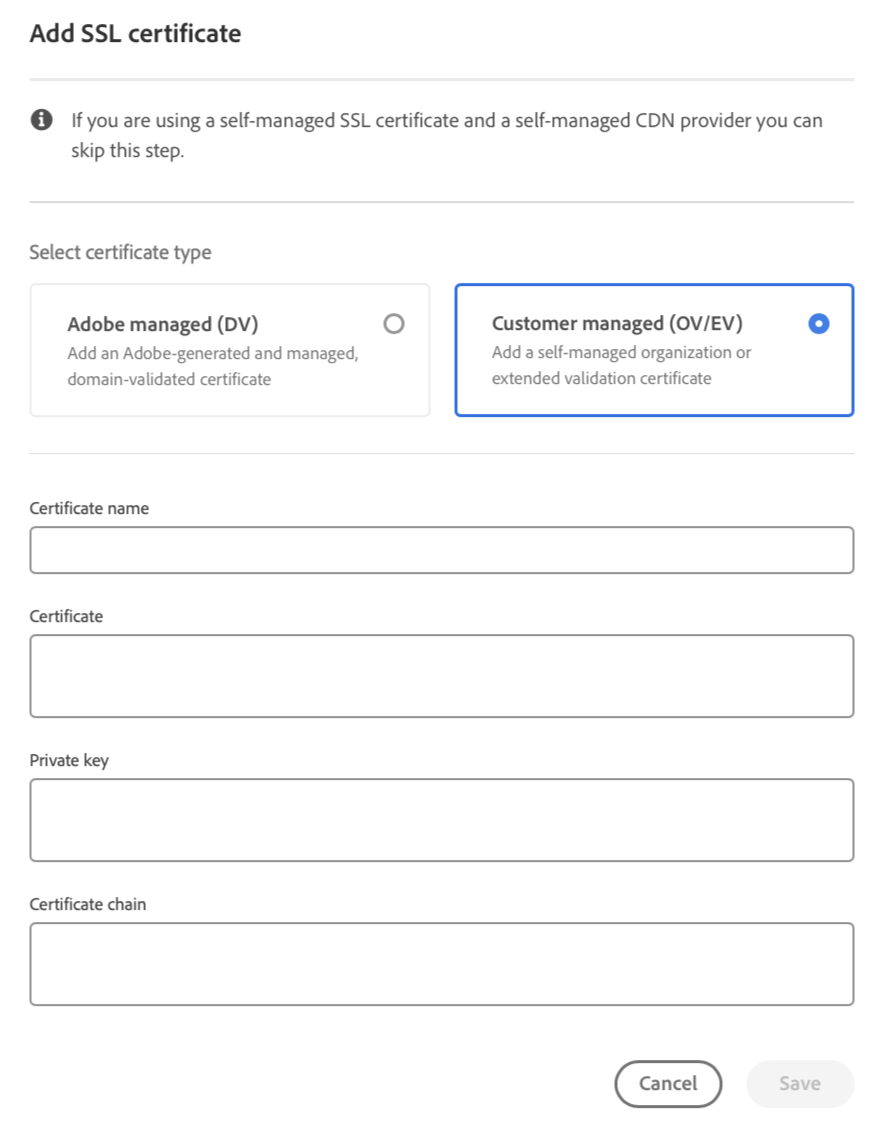 Add SSL certificate
If you are using a self-managed SSL certificate and a self-managed CDN provider you can
skip this step.
Select certificate type
Adobe managed (DV)
Add an Adobe-generated and managed,
domain-validated certificate
Customer managed (OV/EV)
Add a self-managed organization or
extended validation certificate
Certificate name
Certificate
Private key
Certificate chain
Cancel
Save